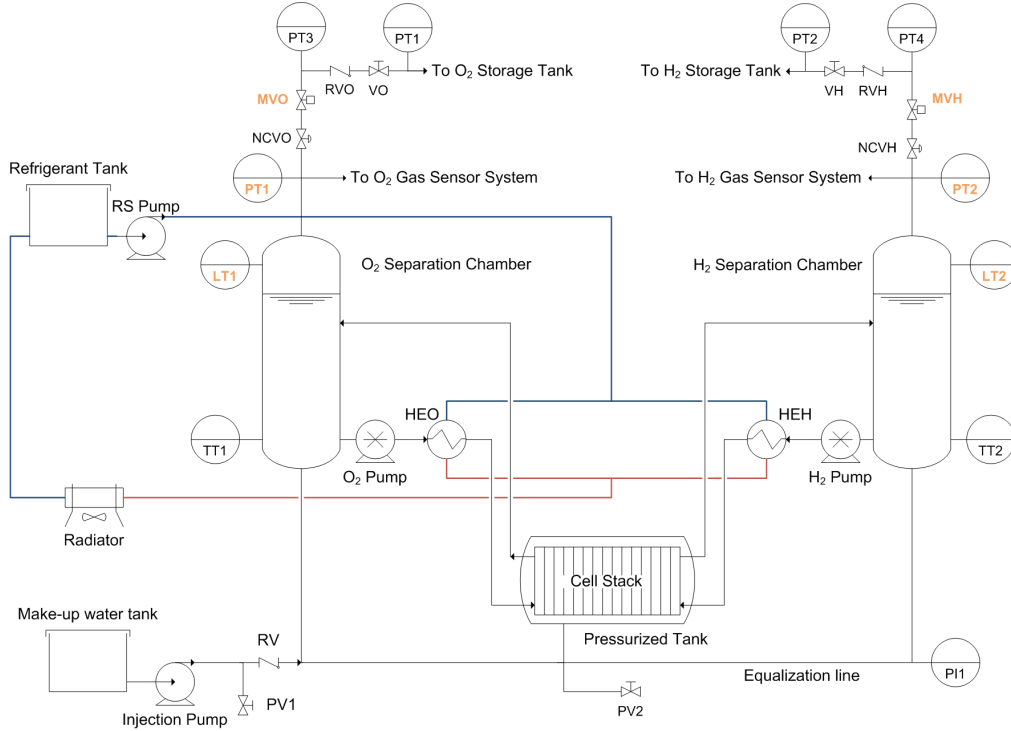 PT3
PT1
PT2
PT4
To O₂ Storage Tank
To H₂ Storage Tank
RVO
VO
VH
RVH
MVO
MVH
NCVO
NCVH
Refrigerant Tank
PT1
To O₂ Gas Sensor System
To H₂ Gas Sensor System
PT2
RS Pump
LT1
O₂ Separation Chamber
H₂ Separation Chamber
LT2
HEO
HEH
TT1
O₂ Pump
H₂ Pump
TT2
Radiator
Cell Stack
Make-up water tank
RV
Pressurized Tank
Equalization line
PI1
PV1
PV2
Injection Pump